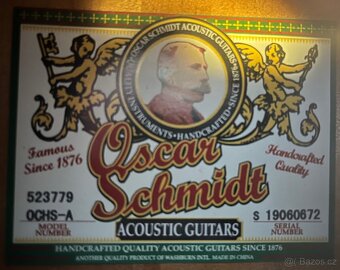 OSCAR SCHMIDT ACOUSTIC GUITARS
INSTRUMENTS • HANDCRAFTED • SINCE 1876
Famous
Since 1876
Handcrafted
Quality
Oscar
Schmidt
523779
OCHS-A
MODEL
NUMBER
ACOUSTIC GUITARS
S 19060672
SERIAL
NUMBER
HANDCRAFTED QUALITY ACOUSTIC GUITARS SINCE 1876
ANOTHER QUALITY PRODUCT OF WASHBURN INTL. MADE IN CHINA
@(-)Bazos.cz